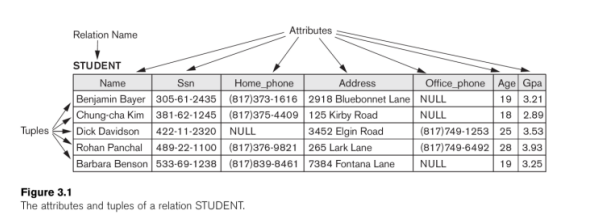 Relation Name
Attributes
STUDENT
Name Ssn Home_phone Address Office_phone Age Gpa
Benjamin Bayer 305-61-2435 (817)373-1616 2918 Bluebonnet Lane NULL 19 3.21
Chung-cha Kim 381-62-1245 (817)375-4409 125 Kirby Road NULL 18 2.89
Tuples
Dick Davidson 422-11-2320 NULL 3452 Elgin Road (817)749-1253 25 3.53
Rohan Panchal 489-22-1100 (817)376-9821 265 Lark Lane (817)749-6492 28 3.93
Barbara Benson 533-69-1238 (817)839-8461 7384 Fontana Lane NULL 19 3.25
Figure 3.1
The attributes and tuples of a relation STUDENT.